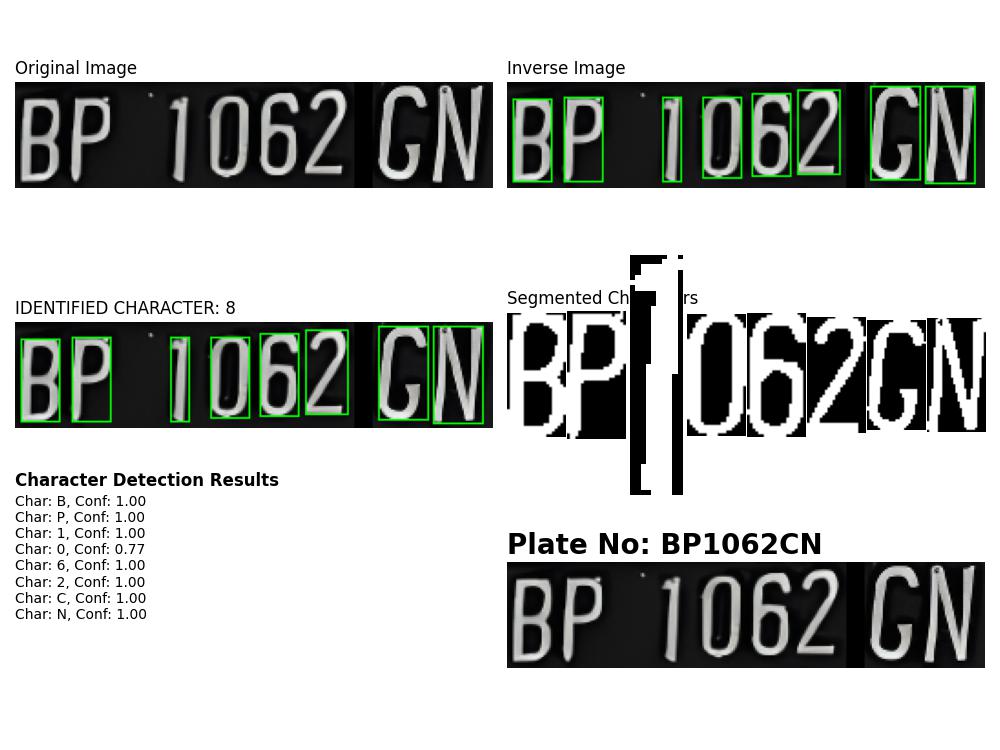 Original Image
BP 1062 GN
Inverse Image
BP 1062 GN
IDENTIFIED CHARACTER: 8
BP 1062 GN
Segmented Ch rs
BP1062GN
Character Detection Results
Char: B, Conf: 1.00
Char: P, Conf: 1.00
Char: 1, Conf: 1.00
Char: 0, Conf: 0.77
Char: 6, Conf: 1.00
Char: 2, Conf: 1.00
Char: C, Conf: 1.00
Char: N, Conf: 1.00
Plate No: BP1062CN
BP 1062 GN